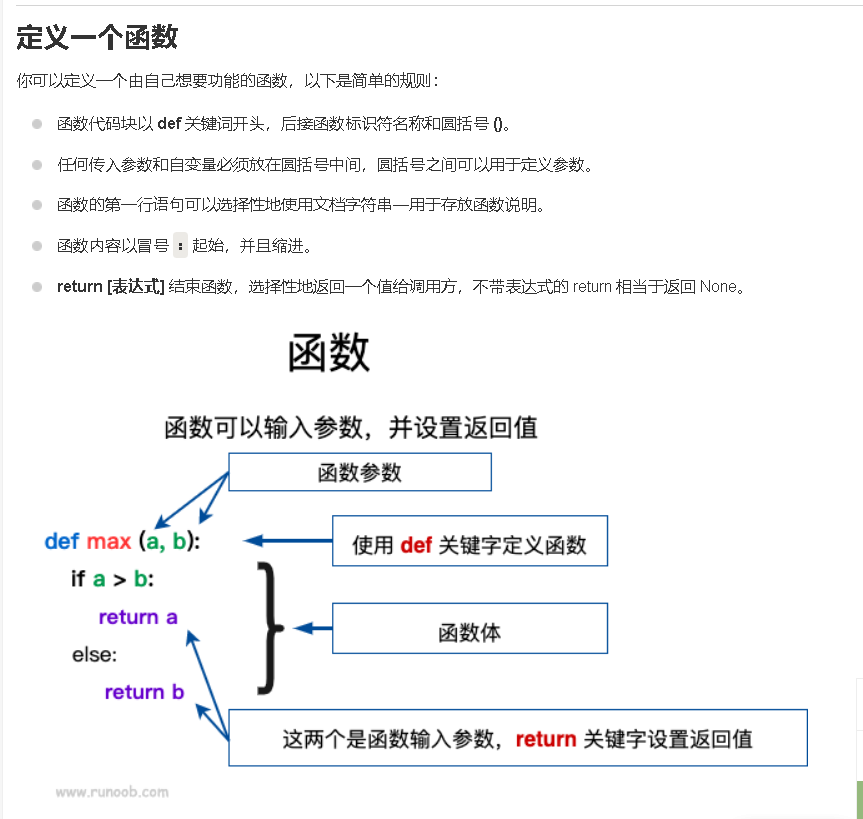 定义一个函数
你可以定义一个由自己想要功能的函数，以下是简单的规则：
函数代码块以 def 关键词开头，后接函数标识符名称和圆括号 ()。
任何传入参数和自变量必须放在圆括号中间，圆括号之间可以用于定义参数。
函数的第一行语句可以选择性地使用文档字符串—用于存放函数说明。
函数内容以冒号 : 起始，并且缩进。
return [表达式] 结束函数，选择性地返回一个值给调用方，不带表达式的 return 相当于返回 None。
函数
函数可以输入参数，并设置返回值
函数参数
def max (a, b):
使用 def 关键字定义函数
if a > b:
return a
函数体
else:
return b
这两个是函数输入参数，return 关键字设置返回值
www.runoob.com